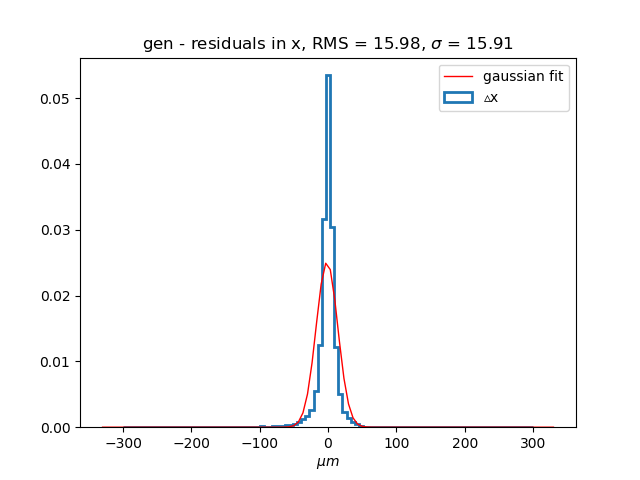 gen - residuals in x, RMS = 15.98, σ = 15.91
gaussian fit
▵x
0.05
0.04
0.03
0.02
0.01
0.00
−300 −200 −100 0 100 200 300
μm